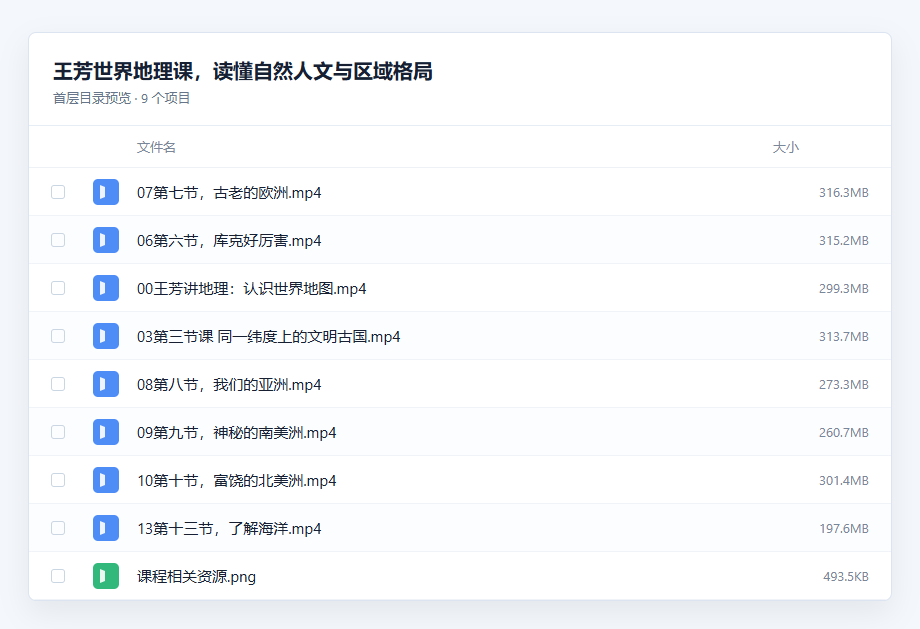 王芳世界地理课，读懂自然人文与区域格局
首层目录预览 · 9 个项目
文件名 大小
07第七节，古老的欧洲.mp4 316.3MB
06第六节，库克好厉害.mp4 315.2MB
00王芳讲地理：认识世界地图.mp4 299.3MB
03第三节课 同一纬度上的文明古国.mp4 313.7MB
08第八节，我们的亚洲.mp4 273.3MB
09第九节，神秘的南美洲.mp4 260.7MB
10第十节，富饶的北美洲.mp4 301.4MB
13第十三节，了解海洋.mp4 197.6MB
课程相关资源.png 493.5KB